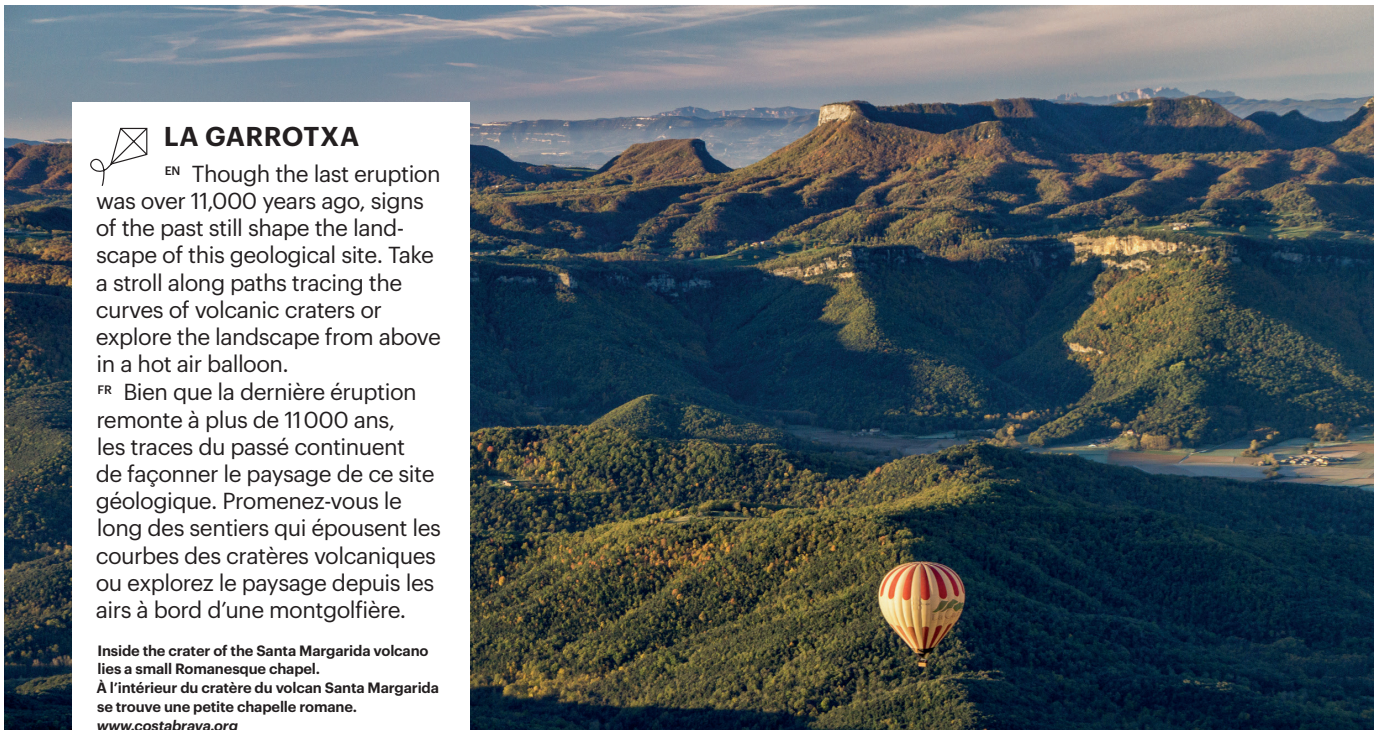 LA GARROTXA
EN Though the last eruption
was over 11,000 years ago, signs
of the past still shape the land-
scape of this geological site. Take
a stroll along paths tracing the
curves of volcanic craters or
explore the landscape from above
in a hot air balloon.
FR Bien que la dernière éruption
remonte à plus de 11 000 ans,
les traces du passé continuent
de façonner le paysage de ce site
géologique. Promenez-vous le
long des sentiers qui épousent les
courbes des cratères volcaniques
ou explorez le paysage depuis les
airs à bord d’une montgolfière.
Inside the crater of the Santa Margarida volcano
lies a small Romanesque chapel.
À l’intérieur du cratère du volcan Santa Margarida
se trouve une petite chapelle romane.
www.costabrava.org